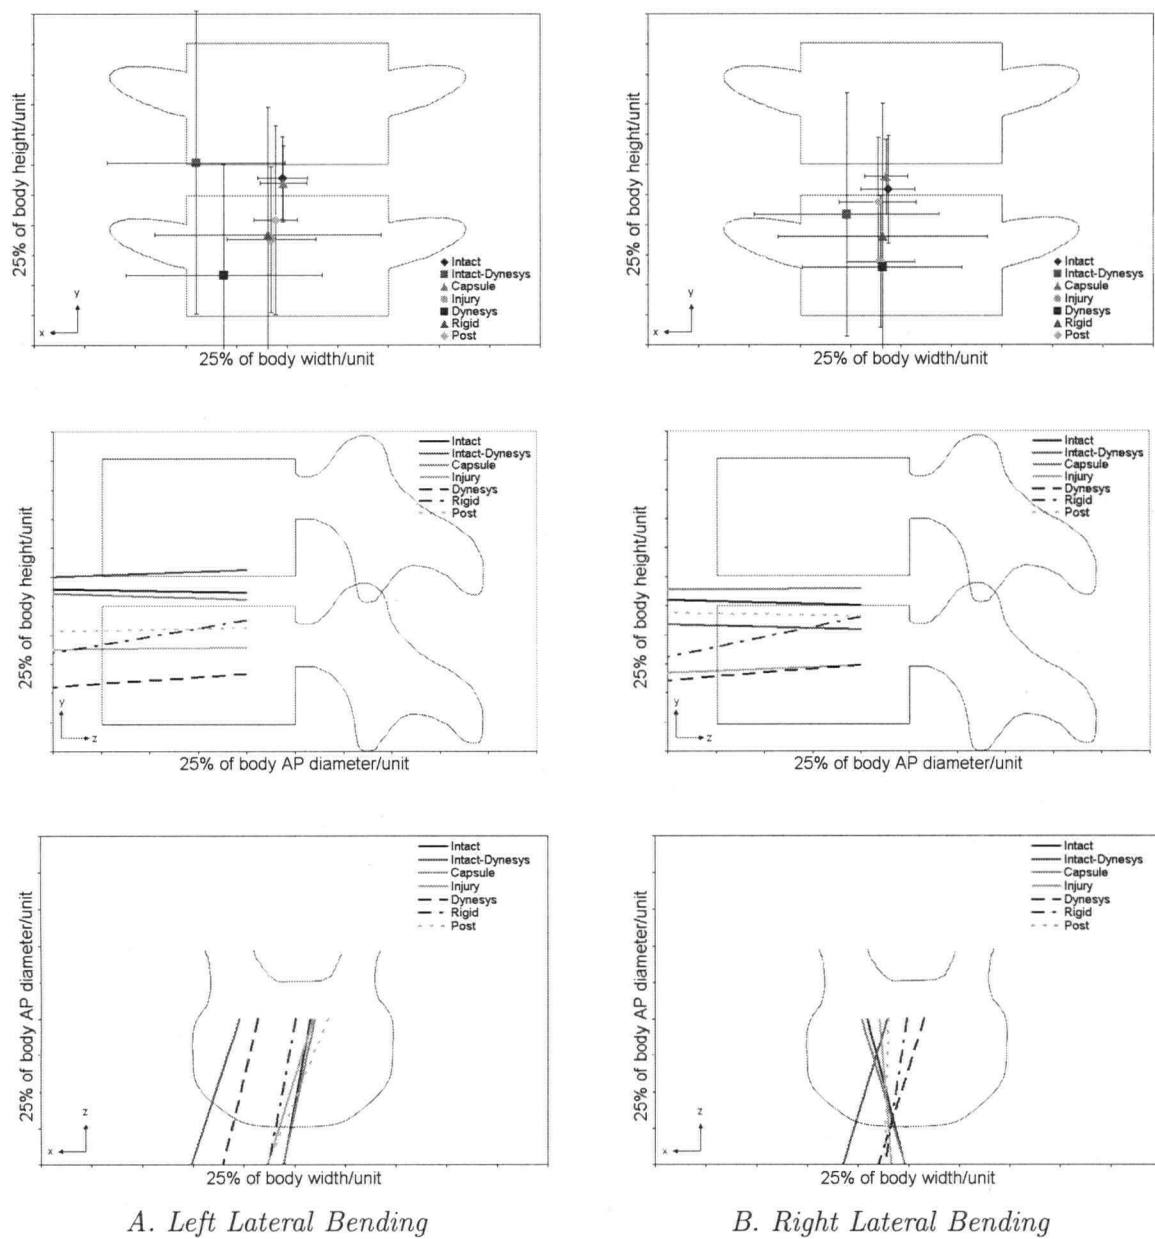 25% of body height/unit
y
x
Intact
Intact-Dynesys
Capsule
Injury
Dynesys
Rigid
Post
25% of body width/unit
25% of body height/unit
y
x
Intact
Intact-Dynesys
Capsule
Injury
Dynesys
Rigid
Post
25% of body width/unit
25% of body height/unit
y
z
Intact
Intact-Dynesys
Capsule
Injury
Dynesys
Rigid
Post
25% of body AP diameter/unit
25% of body height/unit
y
z
Intact
Intact-Dynesys
Capsule
Injury
Dynesys
Rigid
Post
25% of body AP diameter/unit
25% of body AP diameter/unit
z
x
Intact
Intact-Dynesys
Capsule
Injury
Dynesys
Rigid
Post
25% of body width/unit
25% of body AP diameter/unit
z
x
Intact
Intact-Dynesys
Capsule
Injury
Dynesys
Rigid
Post
25% of body width/unit
A. Left Lateral Bending
B. Right Lateral Bending